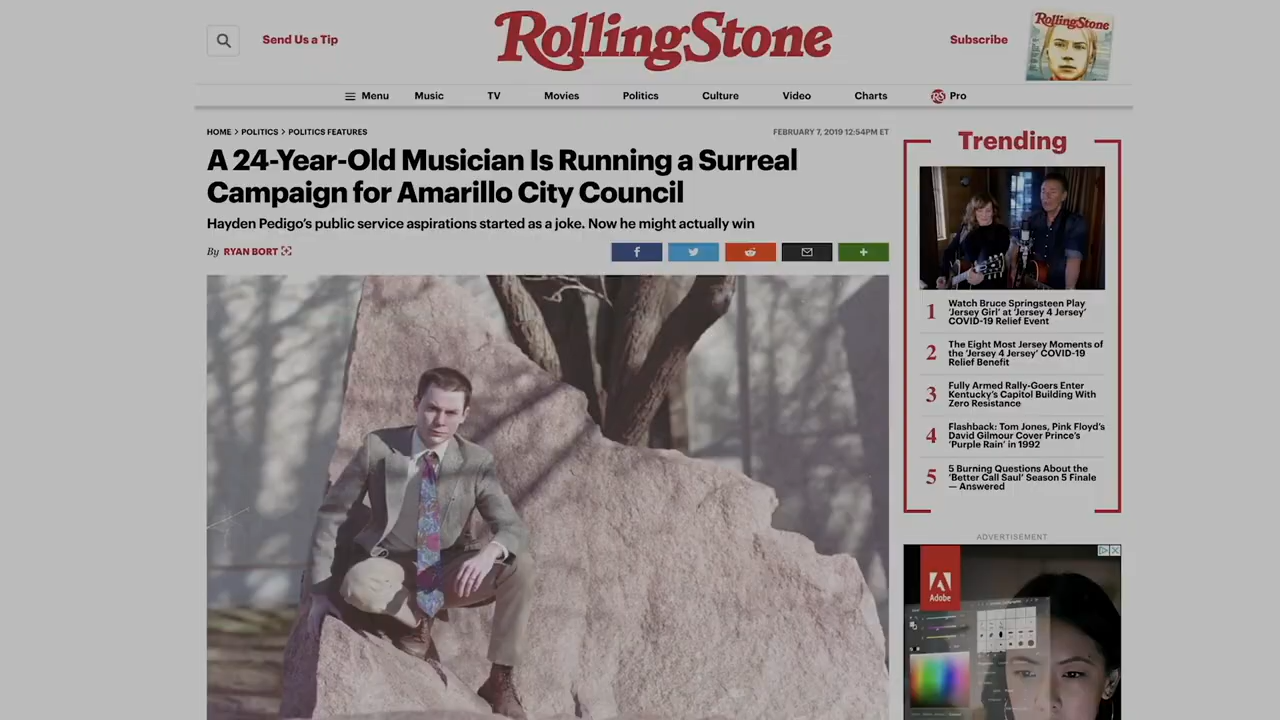 Send Us a Tip
RollingStone
Subscribe
RollingStone
Menu
Music
TV
Movies
Politics
Culture
Video
Charts
RS Pro
HOME > POLITICS > POLITICS FEATURES
FEBRUARY 7, 2019 12:54PM ET
A 24-Year-Old Musician Is Running a Surreal
Campaign for Amarillo City Council
Hayden Pedigo's public service aspirations started as a joke. Now he might actually win
By RYAN BORT
Trending
1 Watch Bruce Springsteen Play
'Jersey Girl' at 'Jersey 4 Jersey'
COVID-19 Relief Event
2 The Eight Most Jersey Moments of
the 'Jersey 4 Jersey' COVID-19
Relief Benefit
3 Fully Armed Rally-Goers Enter
Kentucky's Capitol Building With
Zero Resistance
4 Flashback: Tom Jones, Pink Floyd's
David Gilmour Cover Prince's
'Purple Rain' in 1992
5 5 Burning Questions About the
'Better Call Saul' Season 5 Finale
— Answered
ADVERTISEMENT
Adobe